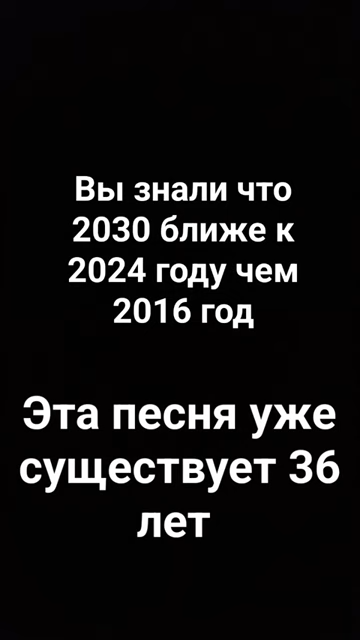 Вы знали что
2030 ближе к
2024 году чем
2016 год
Эта песня уже
существует 36
лет